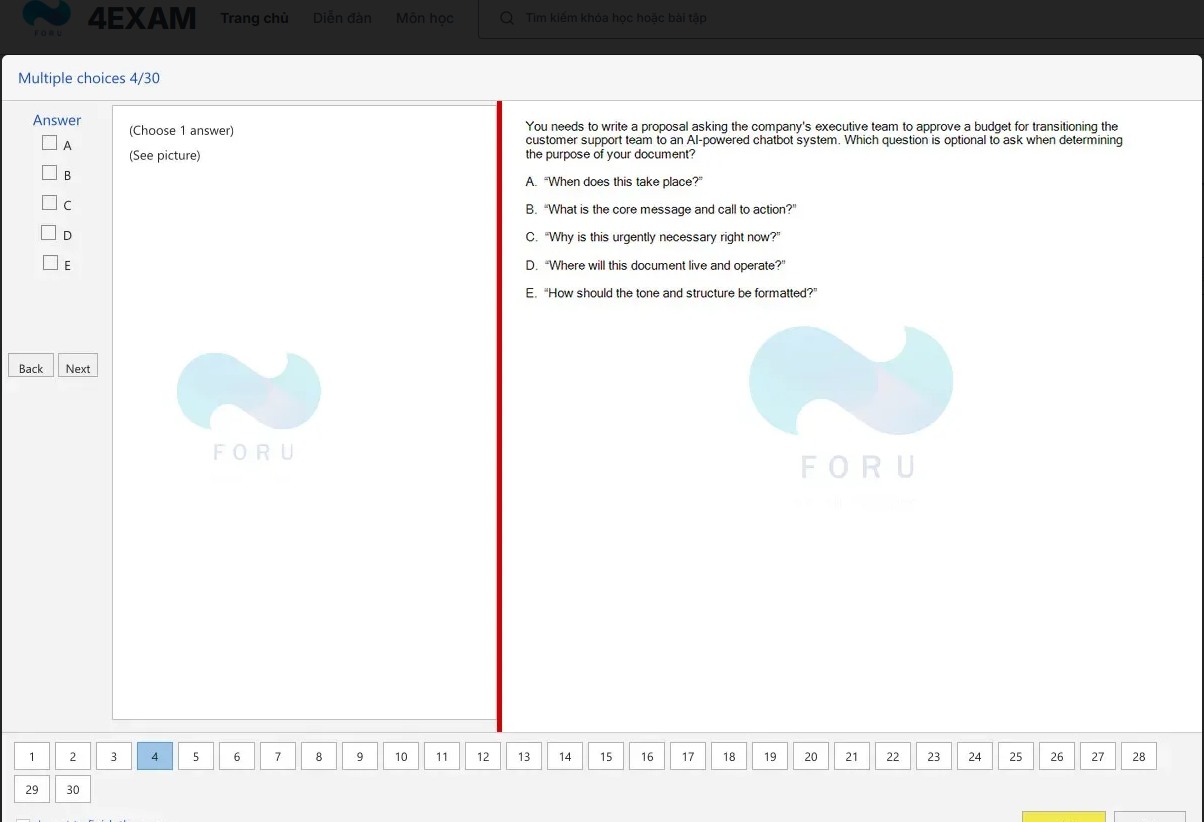 FORU
4EXAM
Trang chủ
Diễn đàn
Môn học
Tìm kiếm khóa học hoặc bài tập
Multiple choices 4/30
Answer
A
B
C
D
E
Back
Next
(Choose 1 answer)
(See picture)
FORU
You needs to write a proposal asking the company's executive team to approve a budget for transitioning the
customer support team to an AI-powered chatbot system. Which question is optional to ask when determining
the purpose of your document?
A. “When does this take place?”
B. “What is the core message and call to action?”
C. “Why is this urgently necessary right now?”
D. “Where will this document live and operate?”
E. “How should the tone and structure be formatted?”
FORU
1 2 3 4 5 6 7 8 9 10 11 12 13 14 15 16 17 18 19 20 21 22 23 24 25 26 27 28
29 30